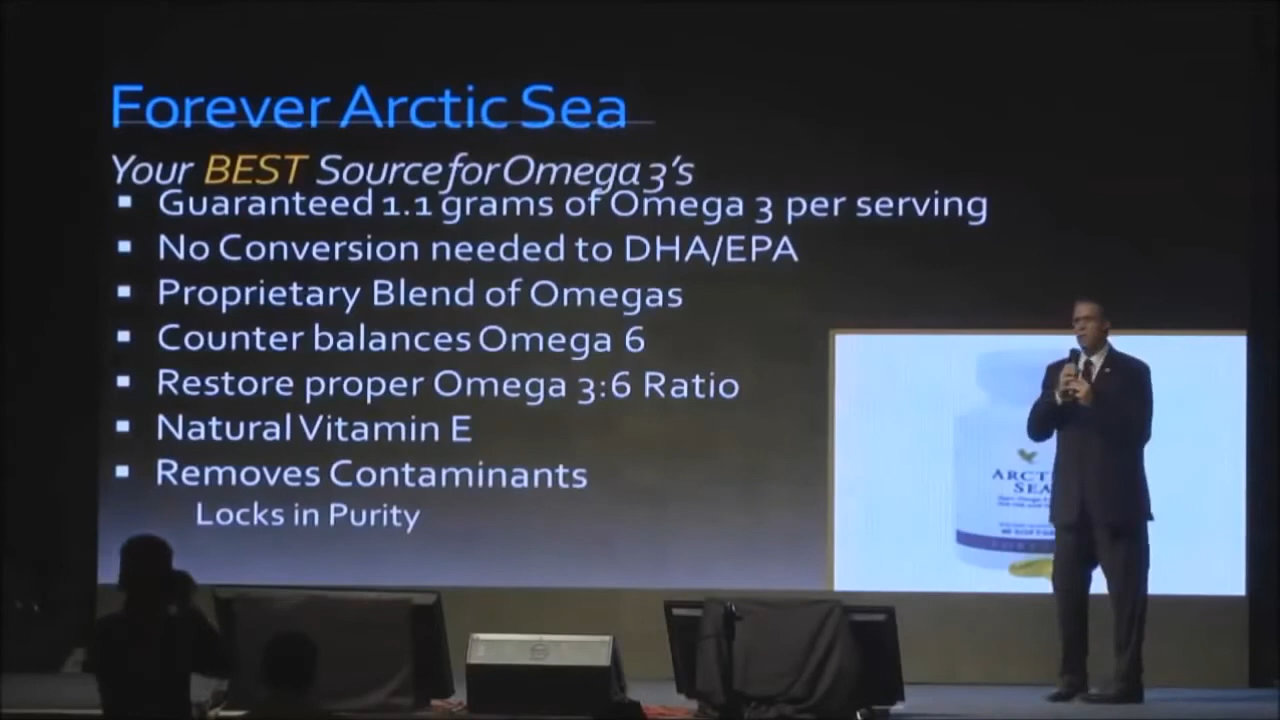 Forever Arctic Sea
Your BEST Source for Omega 3's
▪ Guaranteed 1.1 grams of Omega 3 per serving
▪ No Conversion needed to DHA/EPA
▪ Proprietary Blend of Omegas
▪ Counter balances Omega 6
▪ Restore proper Omega 3:6 Ratio
▪ Natural Vitamin E
▪ Removes Contaminants
Locks in Purity
ARCT
SEA